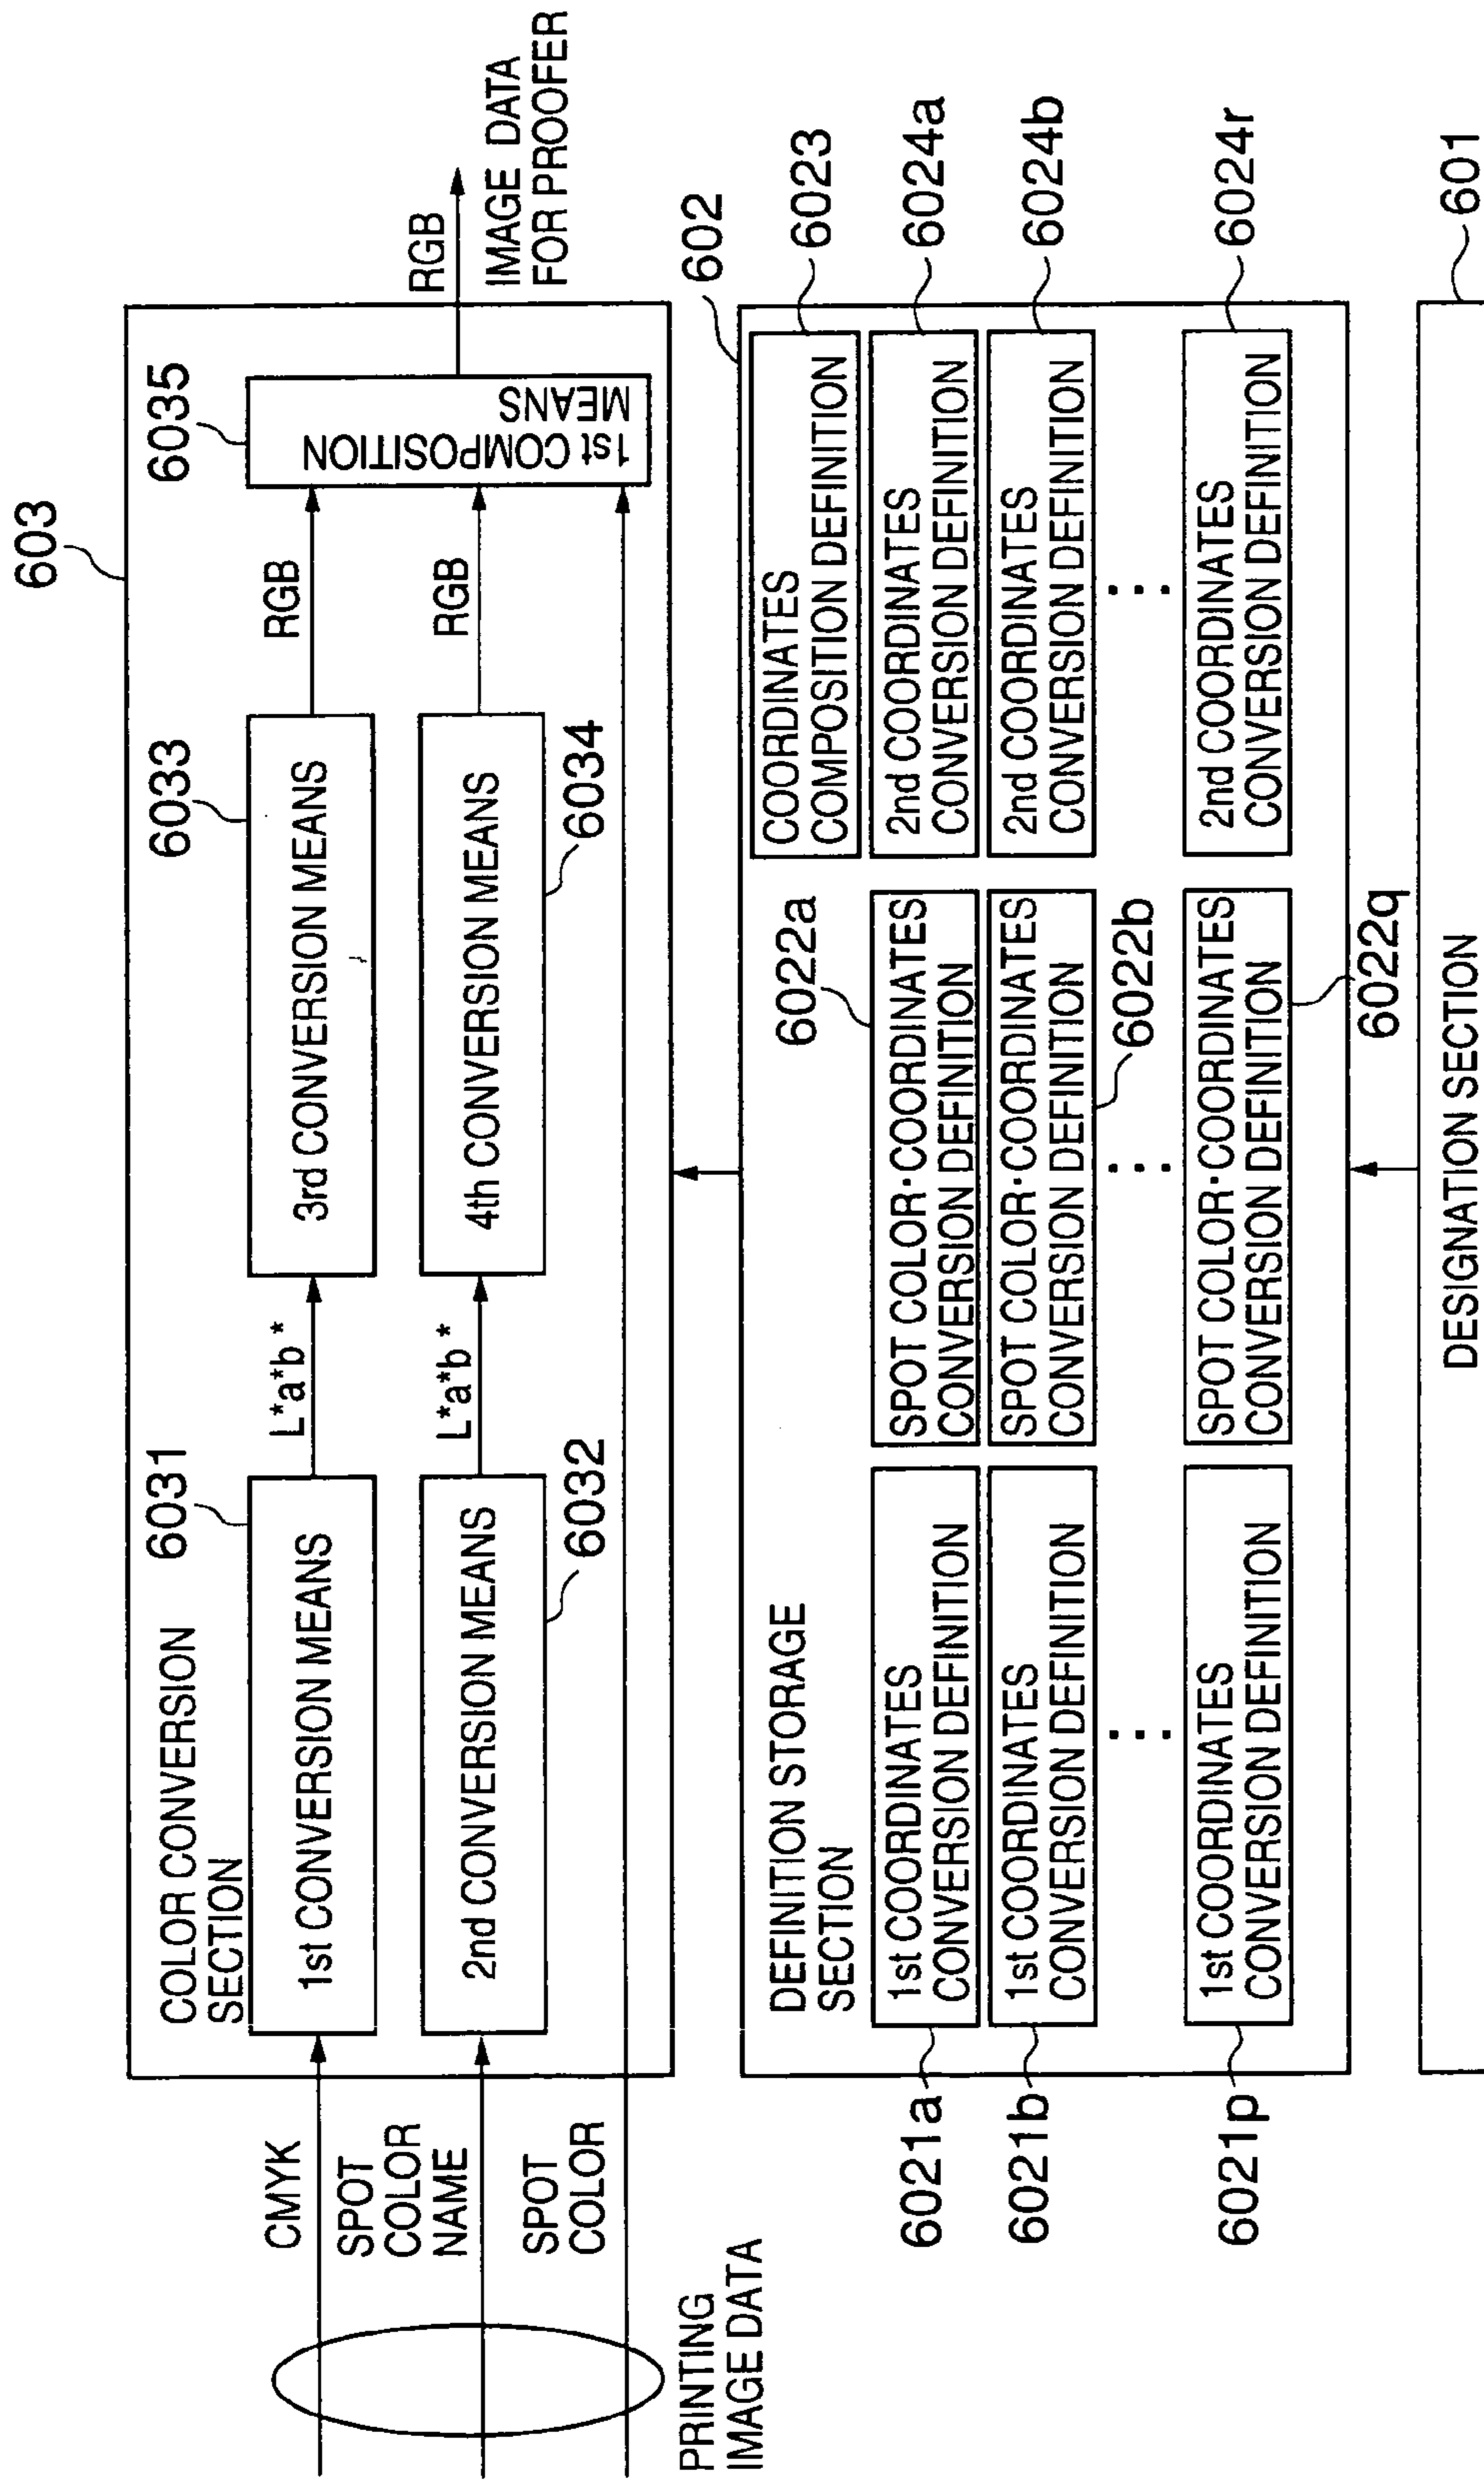 603
COLOR CONVERSION
SECTION
6031
6033
6035
CMYK
1st CONVERSION MEANS
L*a*b*
3rd CONVERSION MEANS
RGB
1st COMPOSITION
MEANS
RGB
IMAGE DATA
FOR PROOFER
SPOT
COLOR
NAME
2nd CONVERSION MEANS
L*a*b*
4th CONVERSION MEANS
RGB
6032
6034
SPOT
COLOR
PRINTING
IMAGE DATA
602
DEFINITION STORAGE
SECTION
COORDINATES
COMPOSITION DEFINITION
6023
6022a
6021a
1st COORDINATES
CONVERSION DEFINITION
SPOT COLOR·COORDINATES
CONVERSION DEFINITION
2nd COORDINATES
CONVERSION DEFINITION
6024a
6021b
1st COORDINATES
CONVERSION DEFINITION
SPOT COLOR·COORDINATES
CONVERSION DEFINITION
2nd COORDINATES
CONVERSION DEFINITION
6024b
6022b
...
...
...
6021p
1st COORDINATES
CONVERSION DEFINITION
SPOT COLOR·COORDINATES
CONVERSION DEFINITION
2nd COORDINATES
CONVERSION DEFINITION
6024r
6022q
601
DESIGNATION SECTION